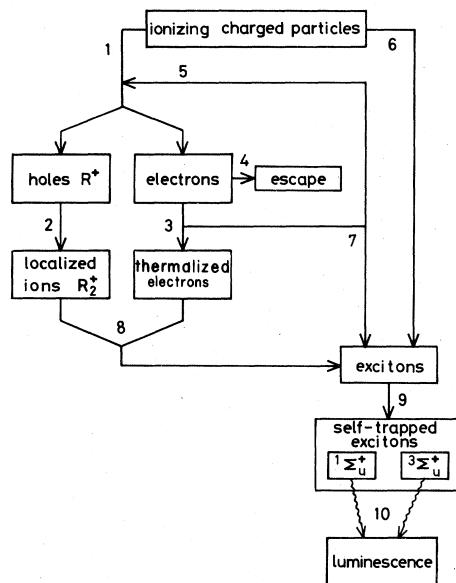 ionizing charged particles
1
6
5
holes R⁺
electrons
4
escape
2
3
7
localized
ions R₂⁺
thermalized
electrons
8
excitons
9
self-trapped
excitons
¹Σᵤ⁺
³Σᵤ⁺
10
luminescence